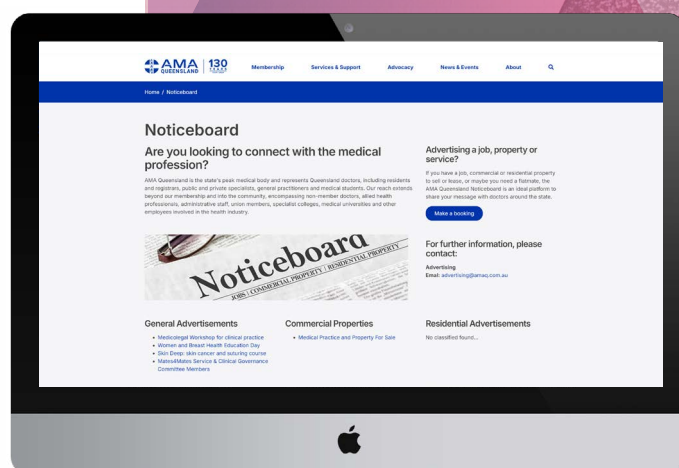 AMA
QUEENSLAND
130
YEARS
Membership
Services & Support
Advocacy
News & Events
About
Home / Noticeboard
Noticeboard
Are you looking to connect with the medical
profession?
AMA Queensland is the state's peak medical body and represents Queensland doctors, including residents
and registrars, public and private specialists, general practitioners and medical students. Our reach extends
beyond our membership and into the community, encompassing non-member doctors, allied health
professionals, administrative staff, union members, specialist colleges, medical universities and other
employees involved in the health industry.
Noticeboard
JOBS | COMMERCIAL PROPERTY | RESIDENTIAL PROPERTY
Advertising a job, property or
service?
If you have a job, commercial or residential property
to sell or lease, or maybe you need a flatmate, the
AMA Queensland Noticeboard is an ideal platform to
share your message with doctors around the state.
Make a booking
For further information, please
contact:
Advertising
Email: advertising@amaq.com.au
General Advertisements
• Medicolegal Workshop for clinical practice
• Women and Breast Health Education Day
• Skin Deep: skin cancer and suturing course
• Mates4Mates Service & Clinical Governance
Committee Members
Commercial Properties
• Medical Practice and Property For Sale
Residential Advertisements
No classified found...